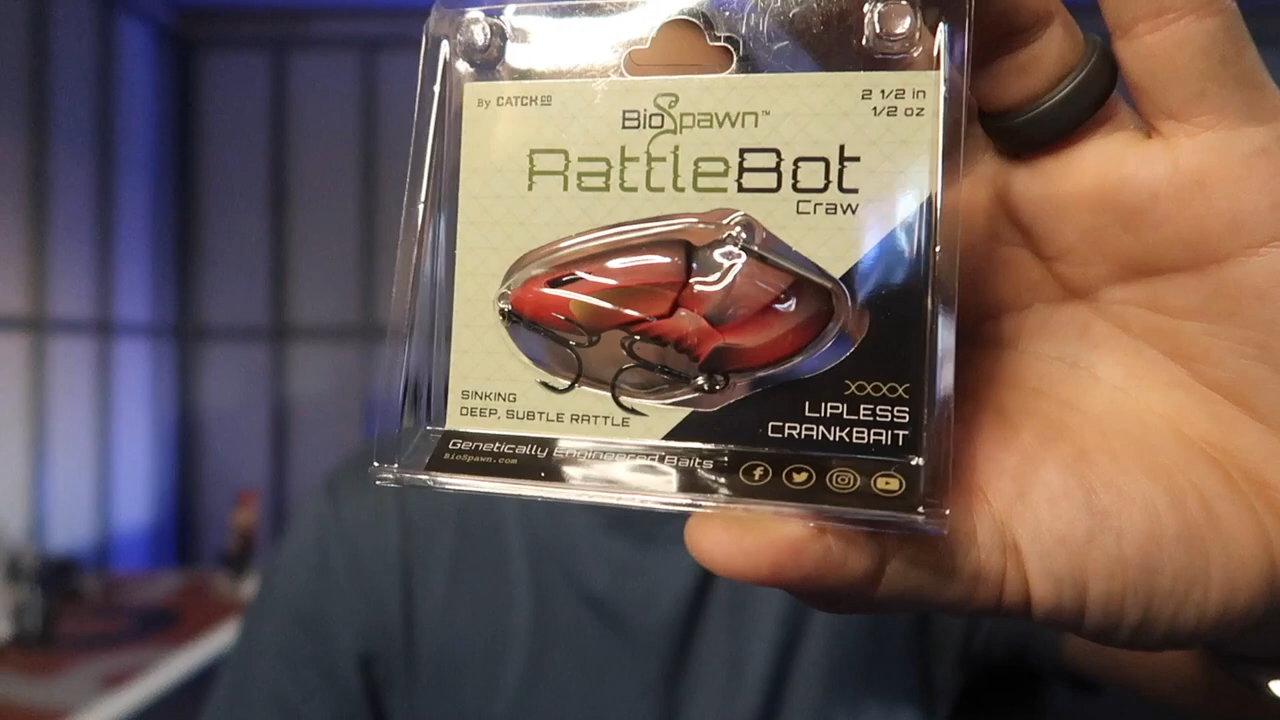 By CATCH CO
2 1/2 in
1/2 oz
BioSpawn™
RattleBot
Craw
SINKING
DEEP, SUBTLE RATTLE
LIPLESS
CRANKBAIT
Genetically Engineered Baits
BioSpawn.com